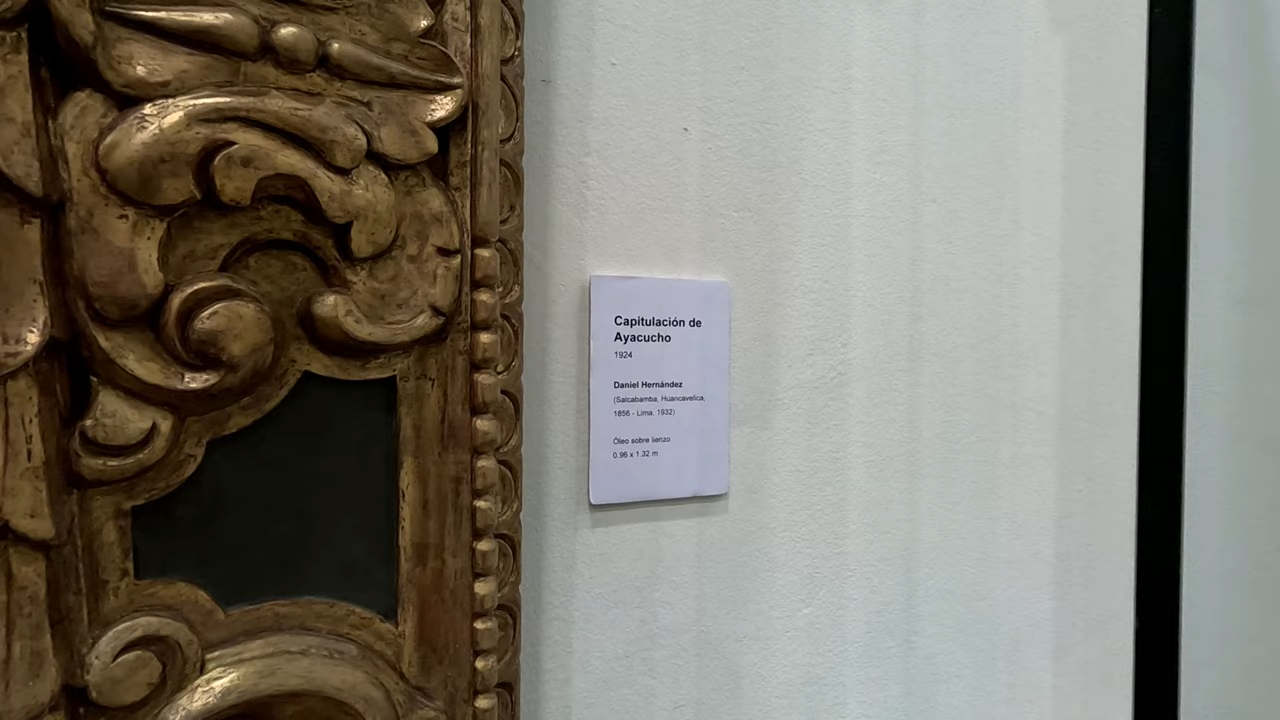 Capitulación de
Ayacucho
1924
Daniel Hernández
(Salcabamba, Huancavelica,
1856 - Lima, 1932)
Óleo sobre lienzo
0.96 x 1.32 m